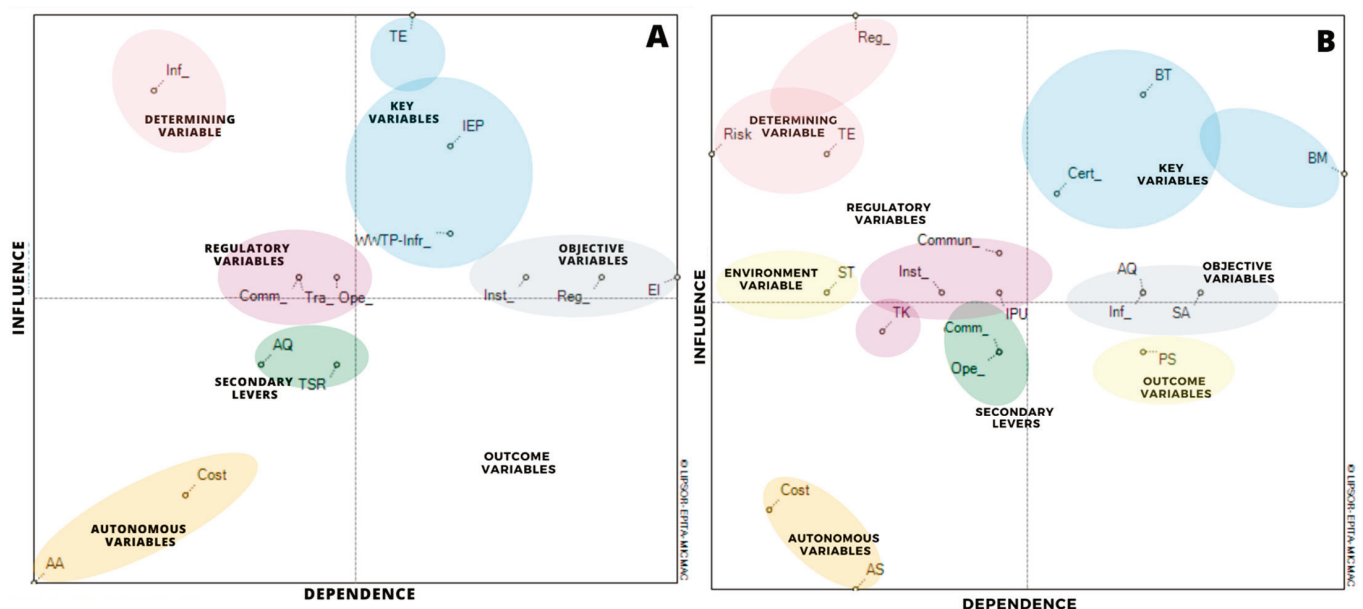 A
TE
Inf_
DETERMINING
VARIABLE
KEY
VARIABLES
IEP
WWTP-Infr_
REGULATORY
VARIABLES
OBJECTIVE
VARIABLES
Comm_
Tra_
Ope_
Inst_
Reg_
EI
INFLUENCE
AQ
TSR
SECONDARY
LEVERS
OUTCOME
VARIABLES
Cost
AUTONOMOUS
VARIABLES
AA
DEPENDENCE
© LIPSOR-EPITA-MICMAC
B
Reg_
BT
DETERMINING
VARIABLE
Risk
TE
BM
KEY
VARIABLES
Cert_
REGULATORY
VARIABLES
Commun_
ENVIRONMENT
VARIABLE
ST
Inst_
AQ
OBJECTIVE
VARIABLES
INFLUENCE
TK
IPU
Inf_
SA
Comm_
Ope_
PS
OUTCOME
VARIABLES
SECONDARY
LEVERS
Cost
AUTONOMOUS
VARIABLES
AS
DEPENDENCE
© LIPSOR-EPITA-MICMAC